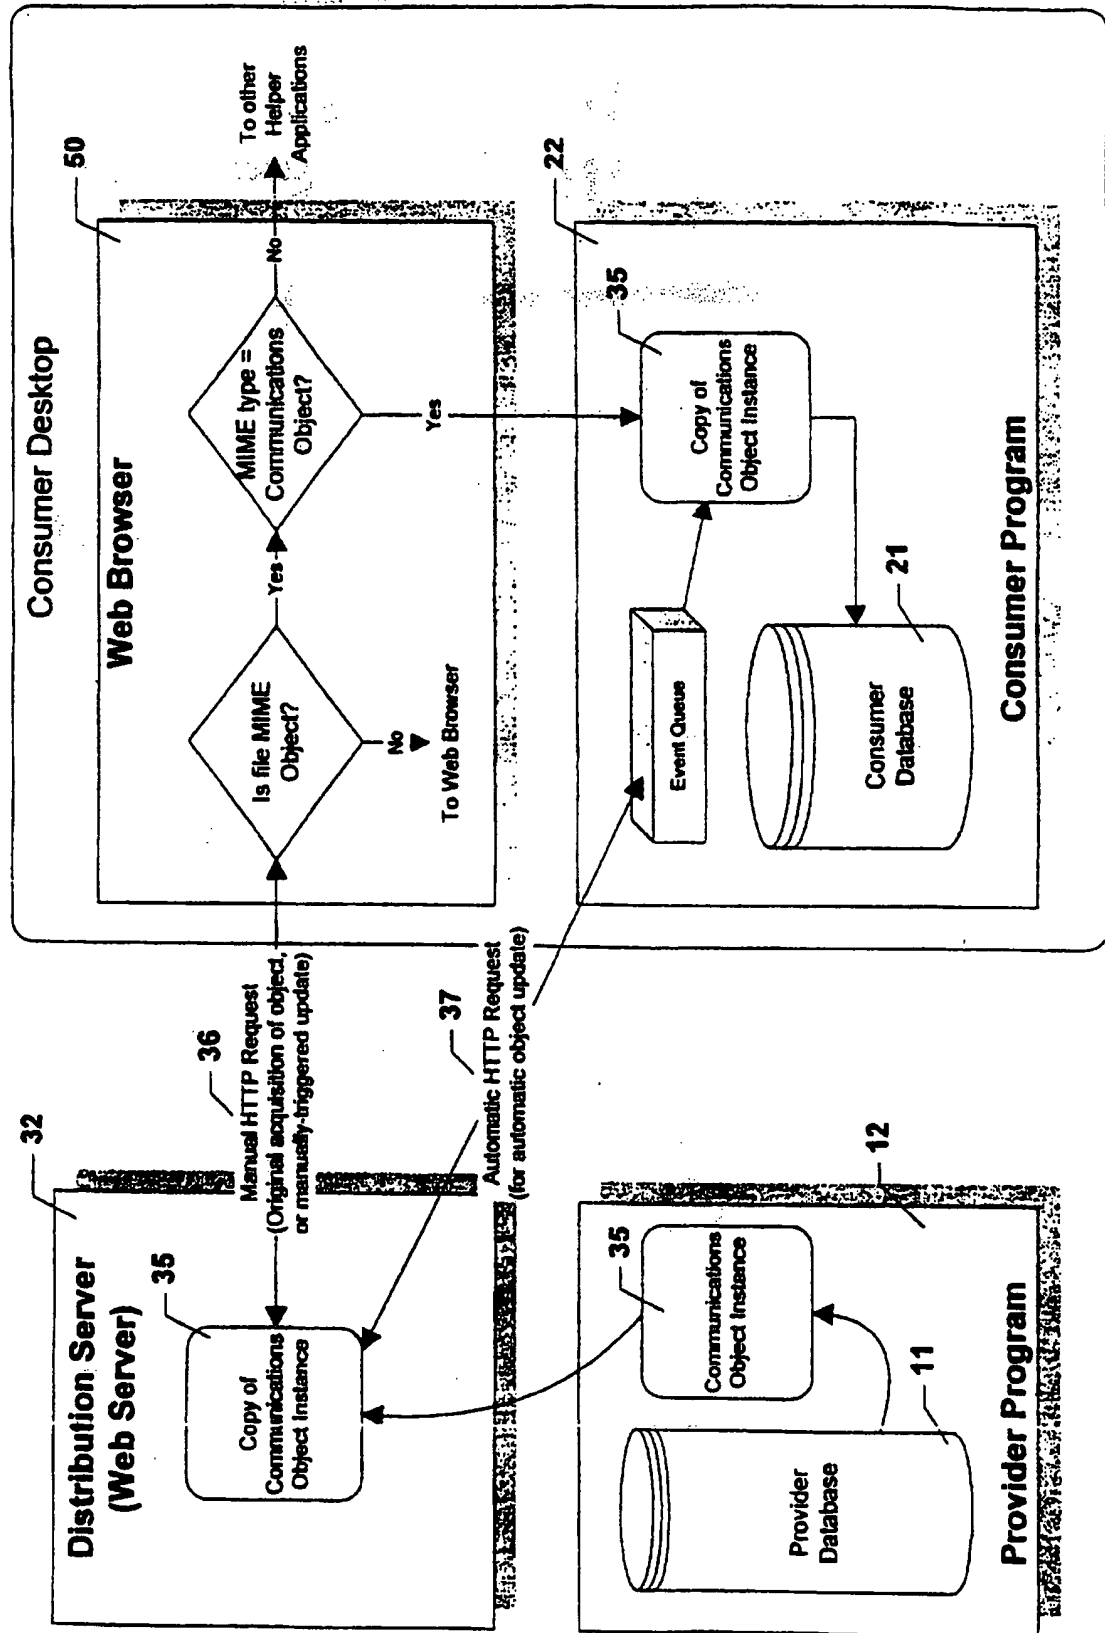 Consumer Desktop
Distribution Server
(Web Server)
32
35
Copy of
Communications
Object Instance
36
Manual HTTP Request
(Original acquisition of object,
or manually-triggered update)
37
Automatic HTTP Request
(for automatic object update)
Web Browser
50
Is file MIME
Object?
Yes
No
To Web Browser
MIME type =
Communications
Object?
No
To other
Helper
Applications
Yes
Provider Program
12
35
Communications
Object Instance
11
Provider
Database
Consumer Program
22
35
Copy of
Communications
Object Instance
Event Queue
21
Consumer
Database